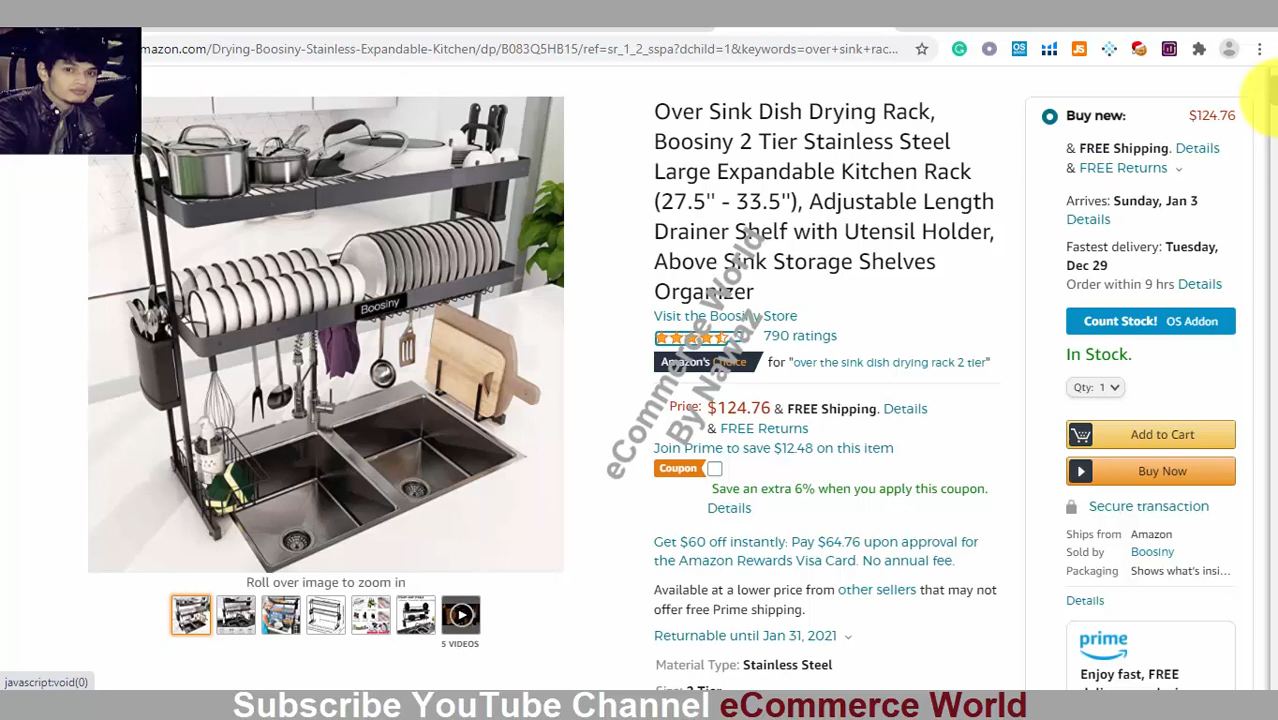 mazon.com/Drying-Boosiny-Stainless-Expandable-Kitchen/dp/B083Q5HB15/ref=sr_1_2_sspa?dchild=1&keywords=over+sink+rac...
Over Sink Dish Drying Rack,
Boosiny 2 Tier Stainless Steel
Large Expandable Kitchen Rack
(27.5'' - 33.5''), Adjustable Length
Drainer Shelf with Utensil Holder,
Above Sink Storage Shelves
Organizer
Visit the Boosiny Store
790 ratings
Amazon's Choice for "over the sink dish drying rack 2 tier"
Price: $124.76 & FREE Shipping. Details
& FREE Returns
Join Prime to save $12.48 on this item
Coupon
Save an extra 6% when you apply this coupon.
Details
Get $60 off instantly: Pay $64.76 upon approval for
the Amazon Rewards Visa Card. No annual fee.
Available at a lower price from other sellers that may not
offer free Prime shipping.
Returnable until Jan 31, 2021
Material Type: Stainless Steel
Size: 2 Tier
Buy new: $124.76
& FREE Shipping. Details
& FREE Returns
Arrives: Sunday, Jan 3
Details
Fastest delivery: Tuesday,
Dec 29
Order within 9 hrs Details
Count Stock! OS Addon
In Stock.
Qty: 1
Add to Cart
Buy Now
Secure transaction
Ships from Amazon
Sold by Boosiny
Packaging Shows what's insi...
Details
prime
Enjoy fast, FREE
Boosiny
Roll over image to zoom in
5 VIDEOS
eCommerce World
By Nawaz
javascript:void(0)
Subscribe YouTube Channel eCommerce World